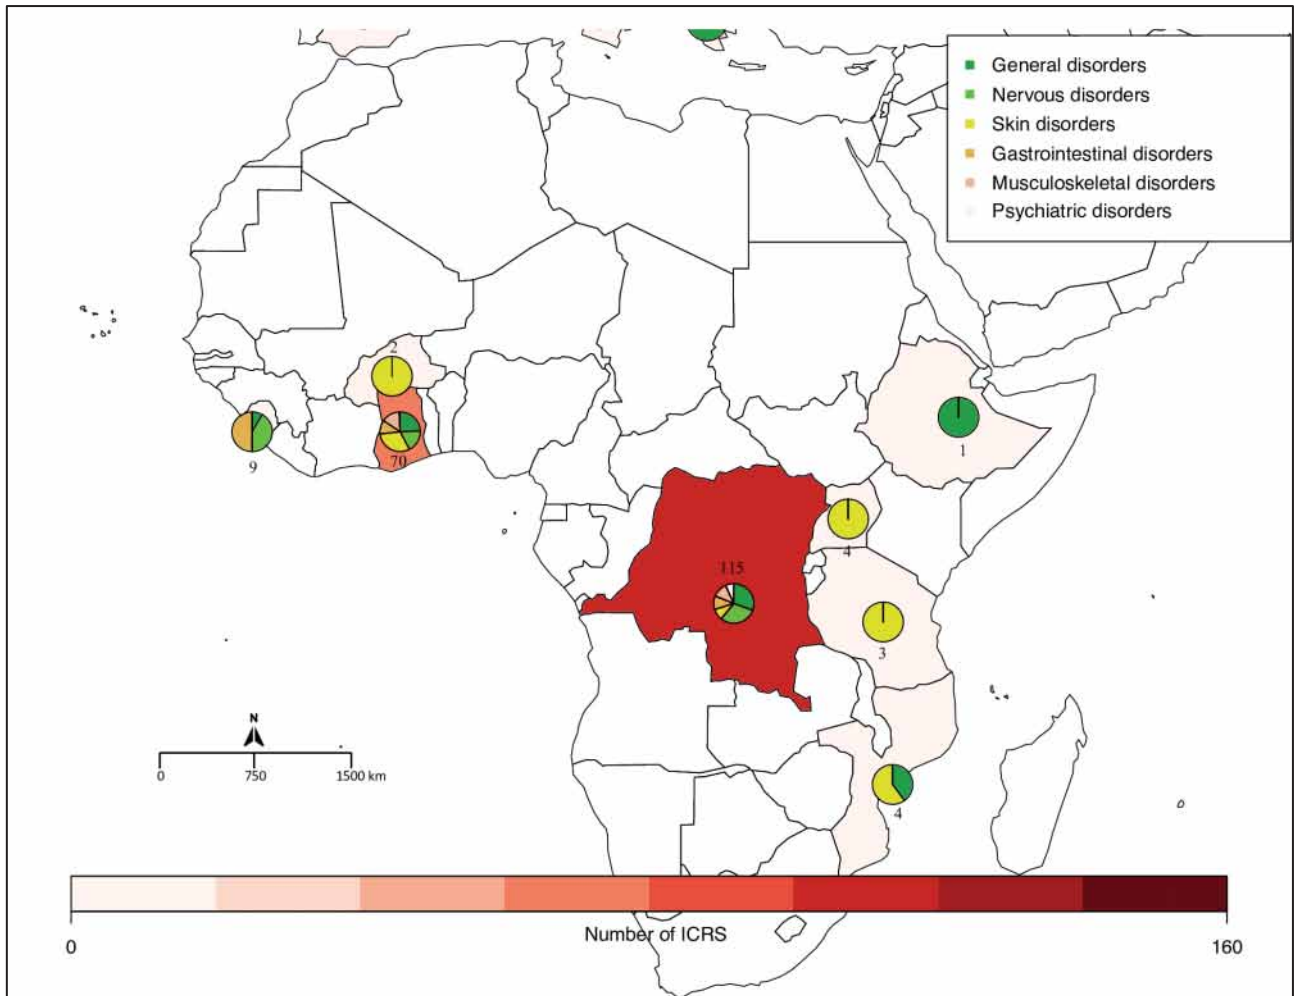 General disorders
Nervous disorders
Skin disorders
Gastrointestinal disorders
Musculoskeletal disorders
Psychiatric disorders
2
9
70
1
4
115
3
N
0 750 1500 km
4
Number of ICRS
0 160